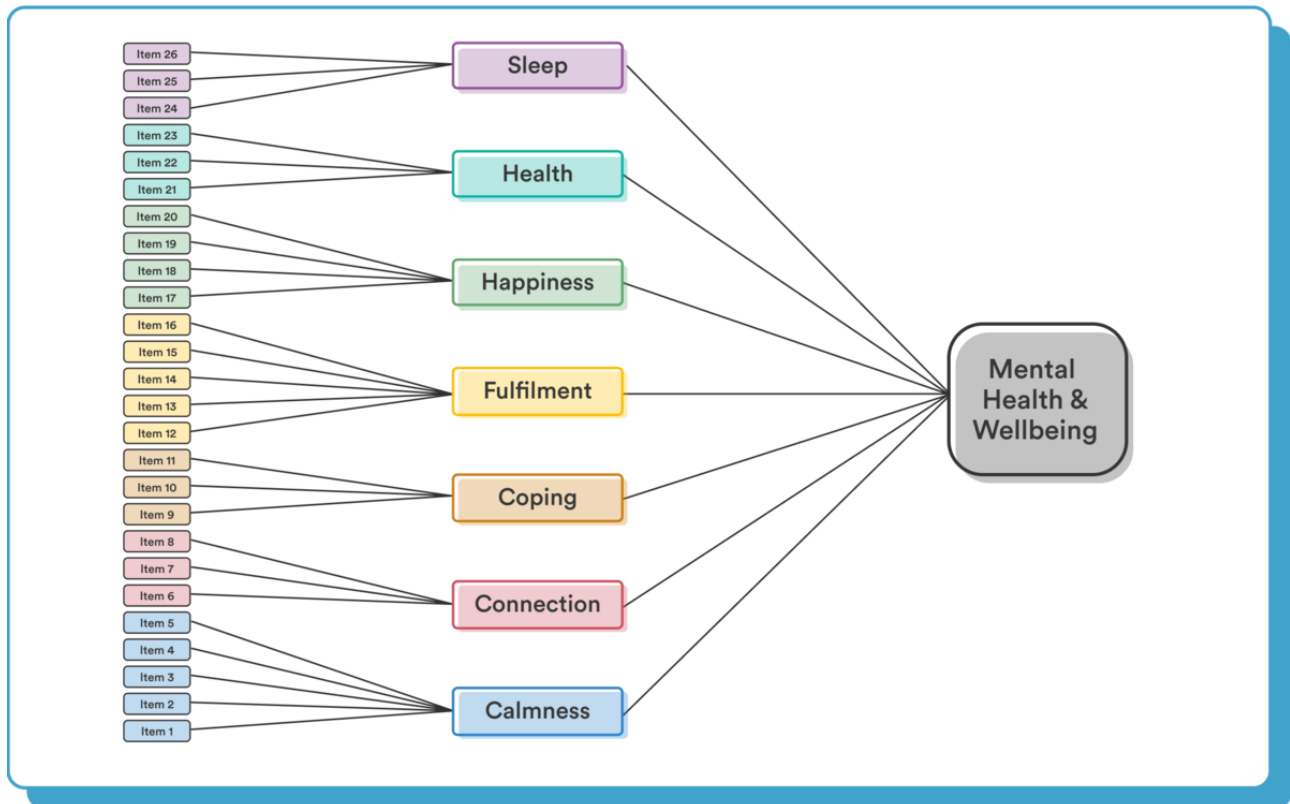 Item 26
Item 25
Item 24
Item 23
Item 22
Item 21
Item 20
Item 19
Item 18
Item 17
Item 16
Item 15
Item 14
Item 13
Item 12
Item 11
Item 10
Item 9
Item 8
Item 7
Item 6
Item 5
Item 4
Item 3
Item 2
Item 1
Sleep
Health
Happiness
Fulfilment
Coping
Connection
Calmness
Mental
Health &
Wellbeing